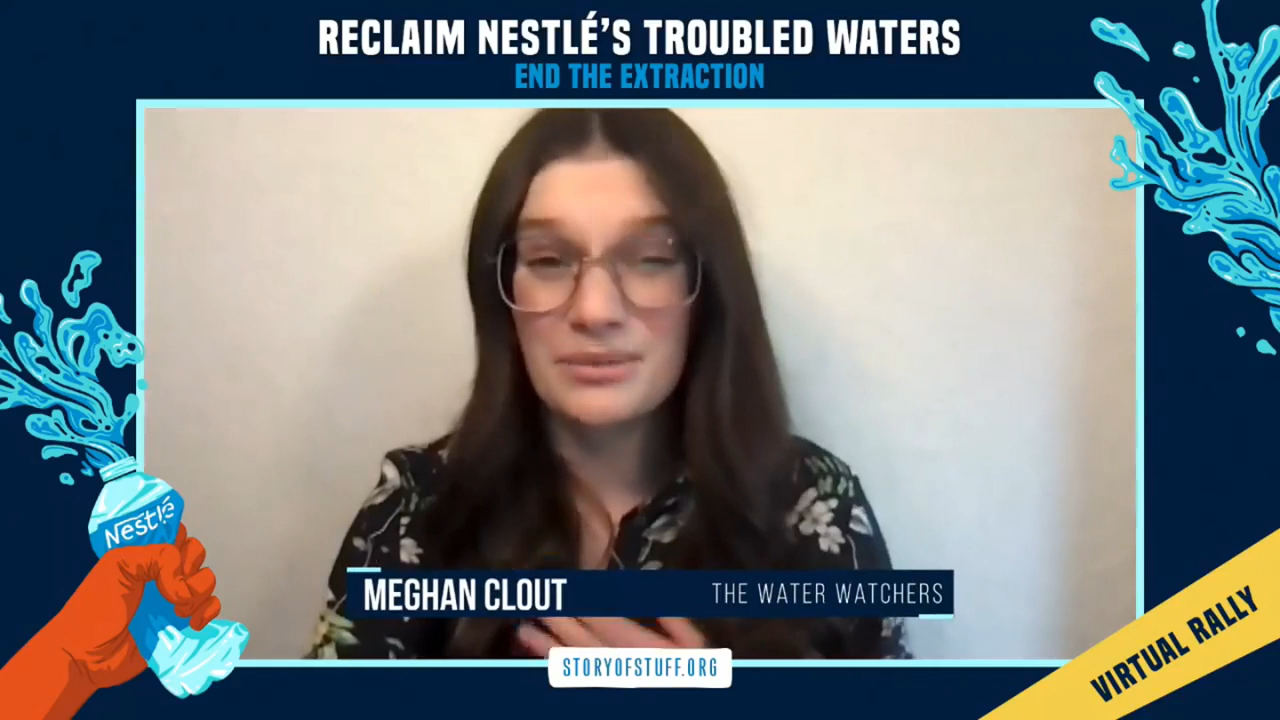 RECLAIM NESTLÉ'S TROUBLED WATERS
END THE EXTRACTION
Nestlé
MEGHAN CLOUT THE WATER WATCHERS
STORYOFSTUFF.ORG
VIRTUAL RALLY